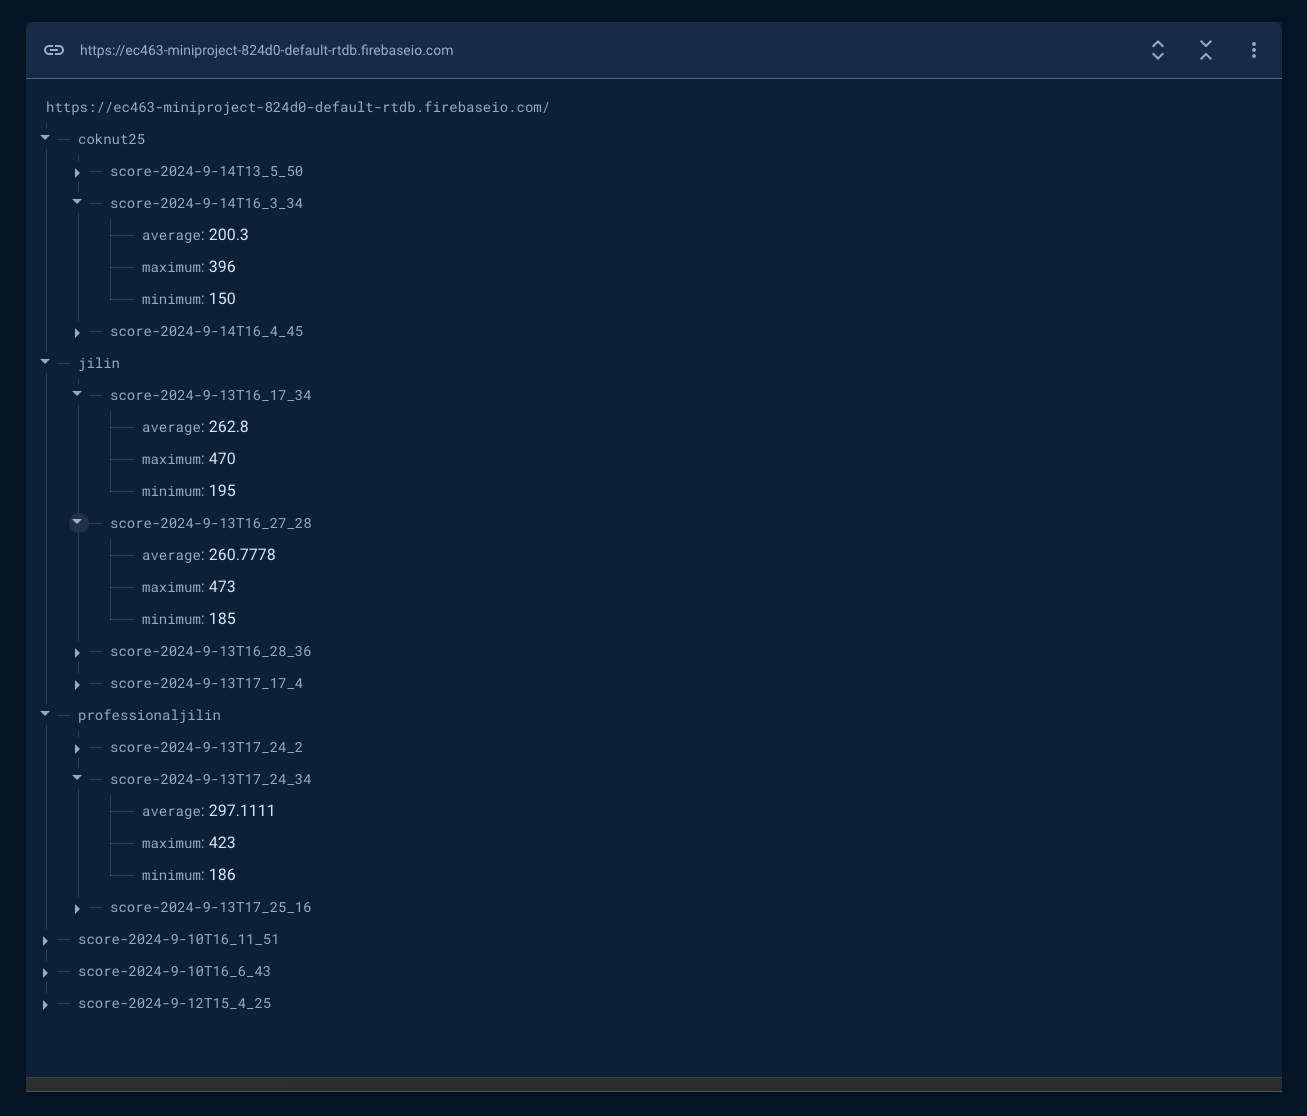 https://ec463-miniproject-824d0-default-rtdb.firebaseio.com
https://ec463-miniproject-824d0-default-rtdb.firebaseio.com/
coknut25
score-2024-9-14T13_5_50
score-2024-9-14T16_3_34
average: 200.3
maximum: 396
minimum: 150
score-2024-9-14T16_4_45
jilin
score-2024-9-13T16_17_34
average: 262.8
maximum: 470
minimum: 195
score-2024-9-13T16_27_28
average: 260.7778
maximum: 473
minimum: 185
score-2024-9-13T16_28_36
score-2024-9-13T17_17_4
professionaljilin
score-2024-9-13T17_24_2
score-2024-9-13T17_24_34
average: 297.1111
maximum: 423
minimum: 186
score-2024-9-13T17_25_16
score-2024-9-10T16_11_51
score-2024-9-10T16_6_43
score-2024-9-12T15_4_25